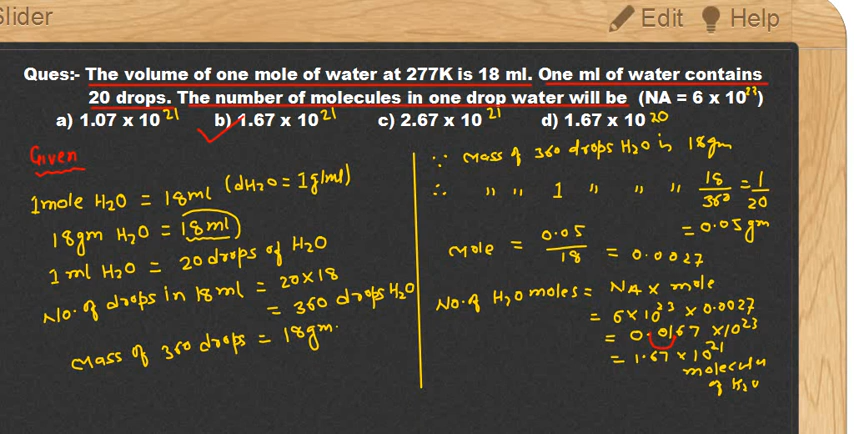 Slider
Edit
Help
Ques:- The volume of one mole of water at 277K is 18 ml. One ml of water contains
20 drops. The number of molecules in one drop water will be (NA = 6 x 10²³)
a) 1.07 x 10²¹ b) 1.67 x 10²¹ c) 2.67 x 10²¹ d) 1.67 x 10²⁰
Given
1mole H₂O = 18ml (dH₂O = 1g/ml)
18gm H₂O = 18ml
1 ml H₂O = 20 drops of H₂O
No. of drops in 18ml = 20×18
= 360 drops H₂O
Mass of 360 drops = 18gm.
∵ Mass of 360 drops H₂O is 18gm
∴ " " 1 " " " 18/360 = 1/20
= 0.05gm
Mole = 0.05/18 = 0.0027
No. of H₂O moles = NA × mole
= 6×10²³ × 0.0027
= 0.0167 ×10²³
= 1.67 × 10²¹
molecules
of H₂O